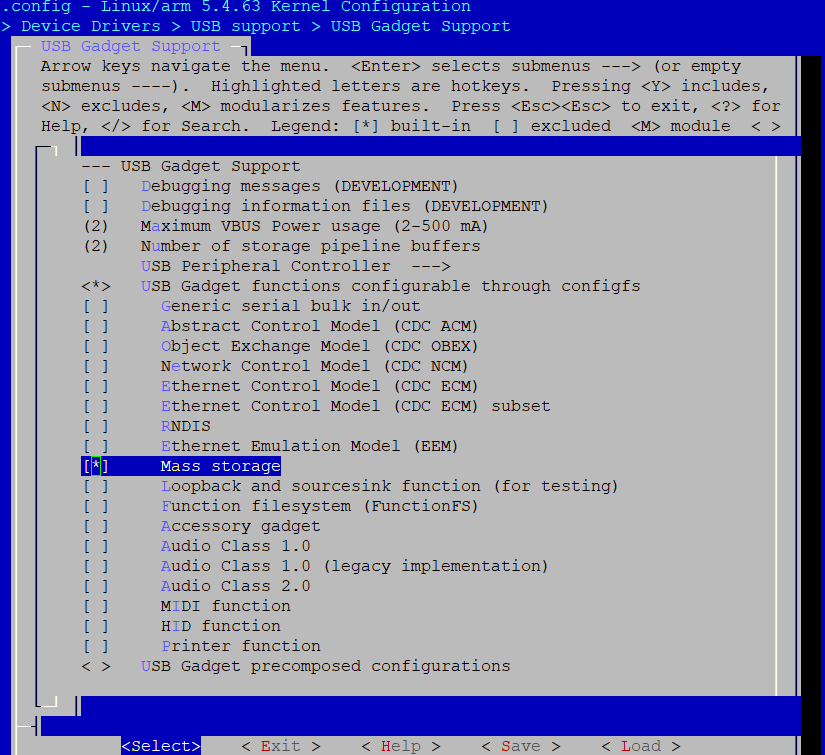 .config - Linux/arm 5.4.63 Kernel Configuration
> Device Drivers > USB support > USB Gadget Support
USB Gadget Support
Arrow keys navigate the menu.  <Enter> selects submenus ---> (or empty
submenus ----).  Highlighted letters are hotkeys.  Pressing <Y> includes,
<N> excludes, <M> modularizes features.  Press <Esc><Esc> to exit, <?> for
Help, </> for Search.  Legend: [*] built-in  [ ] excluded  <M> module  < >
--- USB Gadget Support
[ ]   Debugging messages (DEVELOPMENT)
[ ]   Debugging information files (DEVELOPMENT)
(2)   Maximum VBUS Power usage (2-500 mA)
(2)   Number of storage pipeline buffers
USB Peripheral Controller  --->
<*>   USB Gadget functions configurable through configfs
[ ]     Generic serial bulk in/out
[ ]     Abstract Control Model (CDC ACM)
[ ]     Object Exchange Model (CDC OBEX)
[ ]     Network Control Model (CDC NCM)
[ ]     Ethernet Control Model (CDC ECM)
[ ]     Ethernet Control Model (CDC ECM) subset
[ ]     RNDIS
[ ]     Ethernet Emulation Model (EEM)
[*]     Mass storage
[ ]     Loopback and sourcesink function (for testing)
[ ]     Function filesystem (FunctionFS)
[ ]     Accessory gadget
[ ]     Audio Class 1.0
[ ]     Audio Class 1.0 (legacy implementation)
[ ]     Audio Class 2.0
[ ]     MIDI function
[ ]     HID function
[ ]     Printer function
< >   USB Gadget precomposed configurations
<Select>    < Exit >    < Help >    < Save >    < Load >